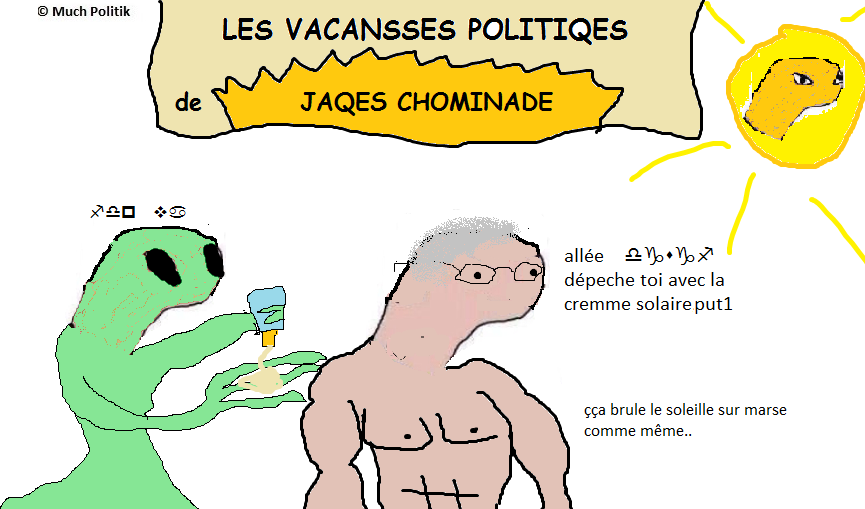 © Much Politik
LES VACANSSES POLITIQES
de JAQES CHOMINADE
♐♎◘ ❖♋
allée ♎♑⬧♑♐
dépeche toi avec la
cremme solaire put1
çça brule le soleille sur marse
comme même..